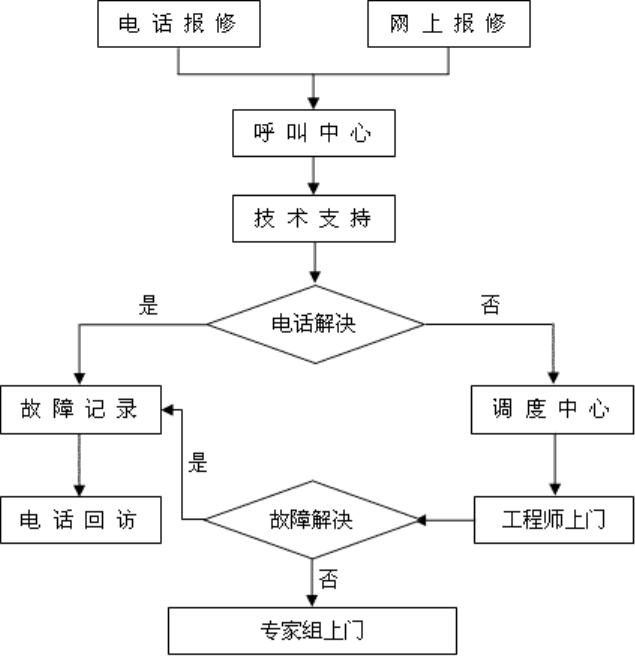 电话报修
网上报修
呼叫中心
技术支持
是
电话解决
否
故障记录
调度中心
是
电话回访
故障解决
工程师上门
否
专家组上门